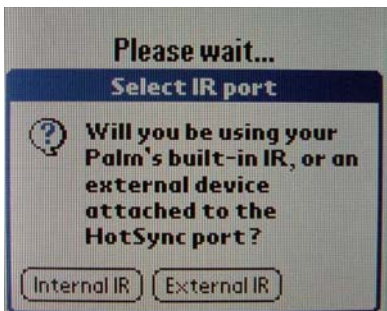 Please wait...
Select IR port
Will you be using your
Palm's built-in IR, or an
external device
attached to the
HotSync port?
Internal IR External IR